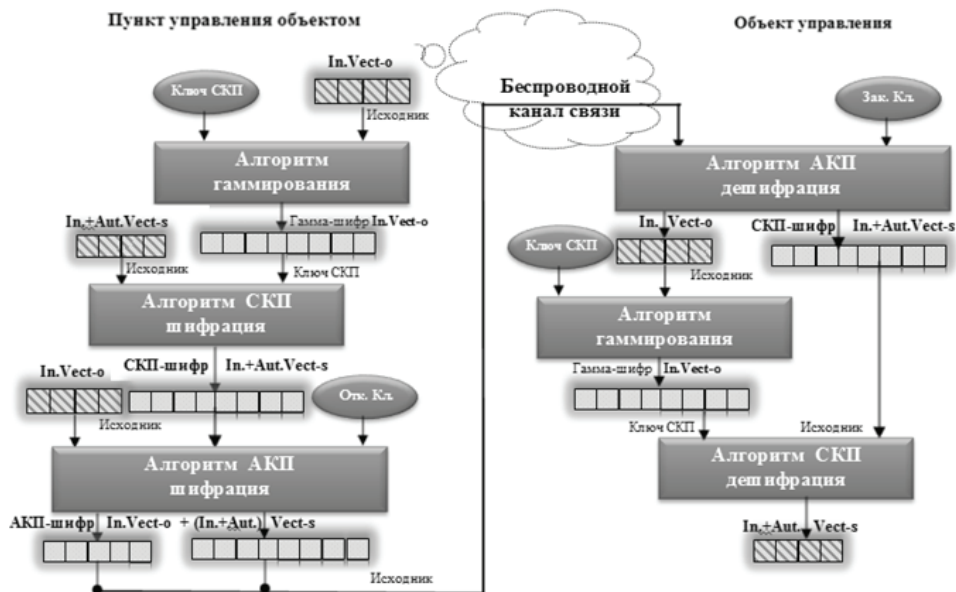 Пункт управления объектом
Объект управления
In.Vect-o
Ключ СКП
Исходник
Беспроводной
канал связи
Зак. Кл.
Алгоритм
гаммирования
Алгоритм АКП
дешифрация
In.+Aut.Vect-s
Гамма-шифр In.Vect-o
Исходник
Ключ СКП
In. Vect-o
СКП-шифр In.+Aut.Vect-s
Ключ СКП
Исходник
Алгоритм СКП
шифрация
Алгоритм
гаммирования
In.Vect-o
СКП-шифр In.+Aut.Vect-s
Отк. Кл.
Исходник
Гамма-шифр In.Vect-o
Ключ СКП
Исходник
Алгоритм АКП
шифрация
Алгоритм СКП
дешифрация
АКП-шифр In.Vect-o + (In.+Aut.) Vect-s
In.+Aut. Vect-s
Исходник